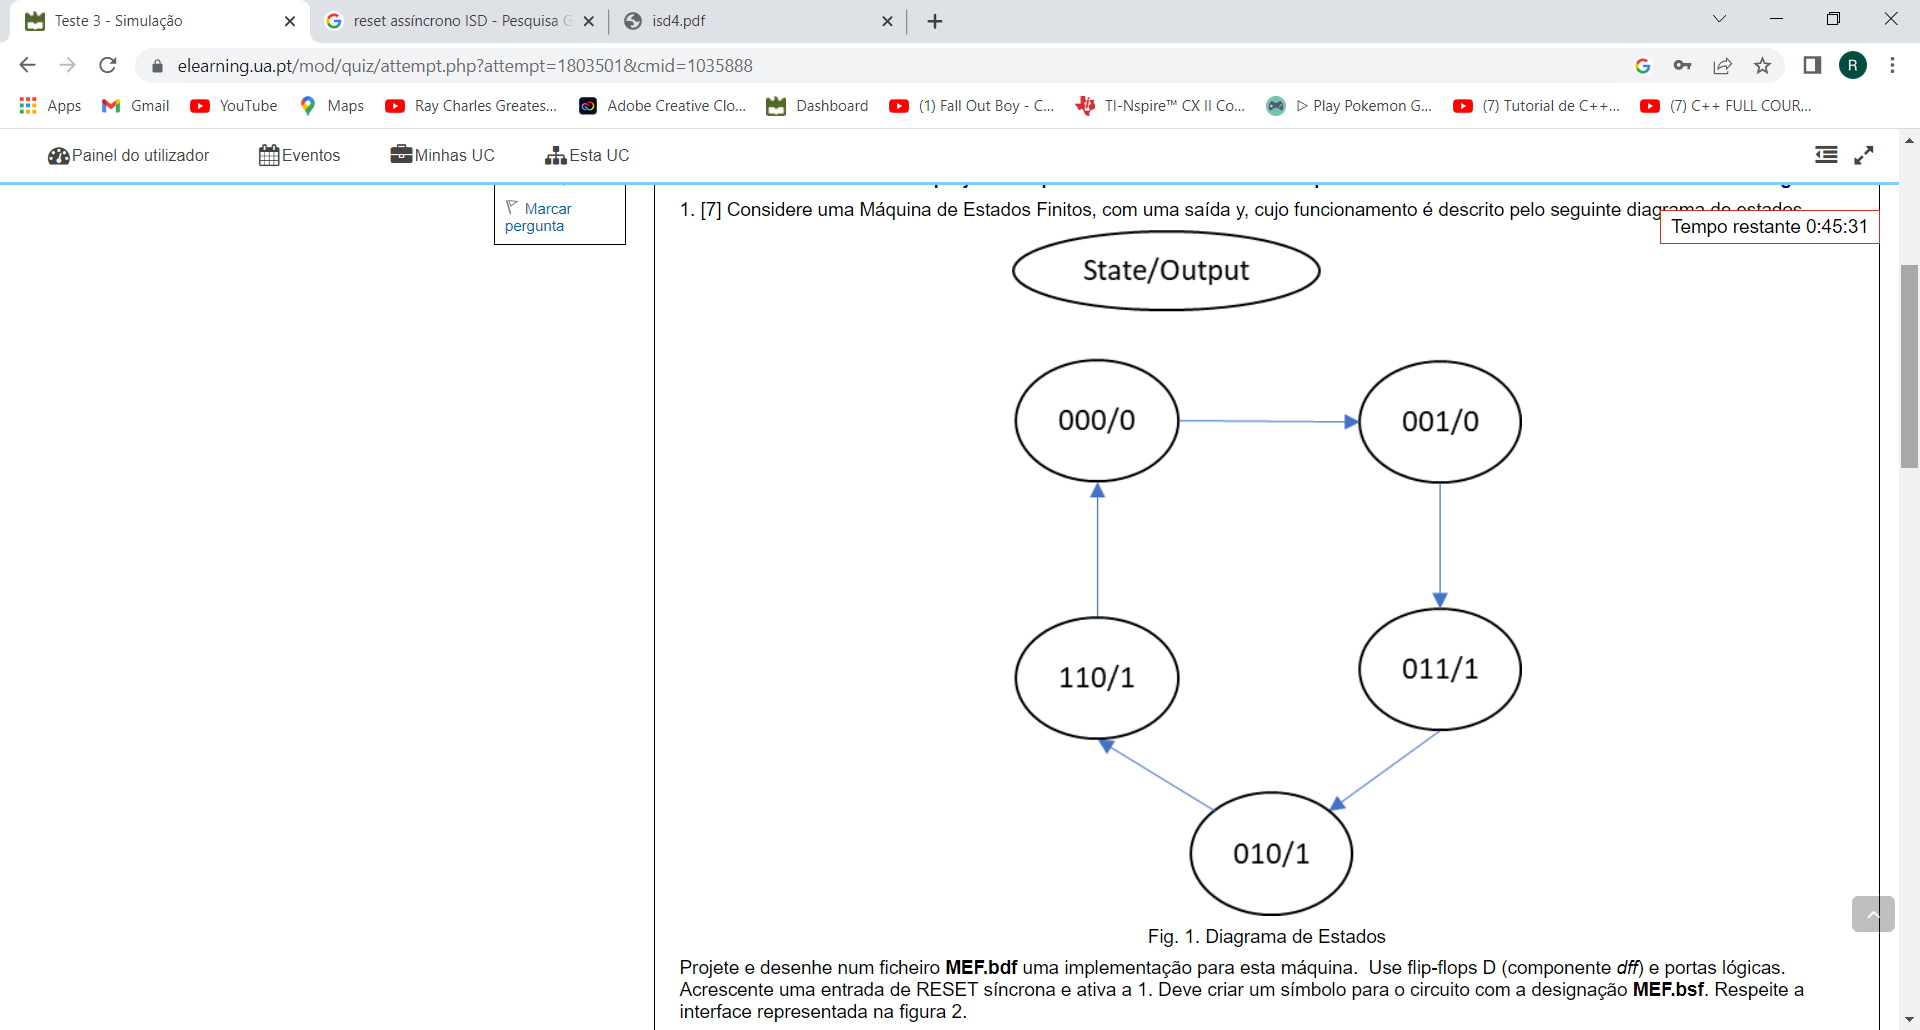 Teste 3 - Simulação
reset assíncrono ISD - Pesquisa G
isd4.pdf
elearning.ua.pt/mod/quiz/attempt.php?attempt=1803501&cmid=1035888
R
Apps
Gmail
YouTube
Maps
Ray Charles Greates...
Adobe Creative Clo...
Dashboard
(1) Fall Out Boy - C...
TI-Nspire™ CX II Co...
▷ Play Pokemon G...
(7) Tutorial de C++...
(7) C++ FULL COUR...
Painel do utilizador
Eventos
Minhas UC
Esta UC
Marcar
pergunta
1. [7] Considere uma Máquina de Estados Finitos, com uma saída y, cujo funcionamento é descrito pelo seguinte diagrama de estados
Tempo restante 0:45:31
State/Output
000/0
001/0
110/1
011/1
010/1
Fig. 1. Diagrama de Estados
Projete e desenhe num ficheiro MEF.bdf uma implementação para esta máquina. Use flip-flops D (componente dff) e portas lógicas.
Acrescente uma entrada de RESET síncrona e ativa a 1. Deve criar um símbolo para o circuito com a designação MEF.bsf. Respeite a
interface representada na figura 2.